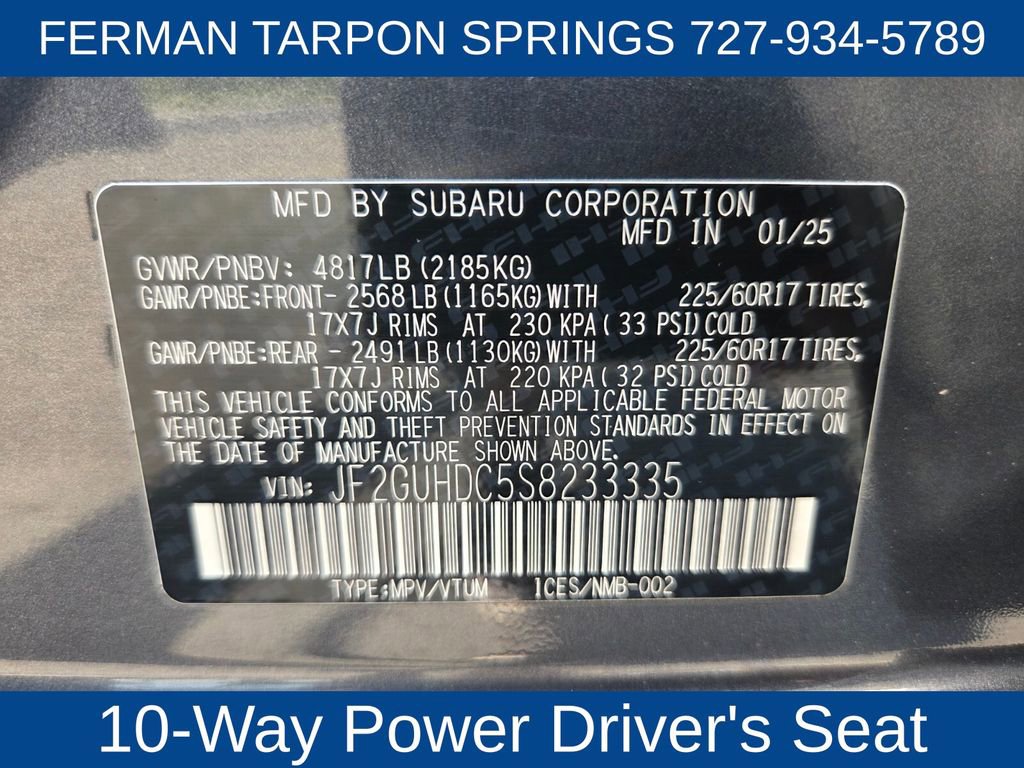 FERMAN TARPON SPRINGS 727-934-5789
MFD BY SUBARU CORPORATION
MFD IN 01/25
GVWR/PNBV: 4817LB (2185KG)
GAWR/PNBE:FRONT- 2568 LB (1165KG) WITH 225/60R17 TIRES,
17X7J RIMS AT 230 KPA ( 33 PSI) COLD
GAWR/PNBE:REAR - 2491 LB (1130KG) WITH 225/60R17 TIRES,
17X7J RIMS AT 220 KPA ( 32 PSI) COLD
THIS VEHICLE CONFORMS TO ALL APPLICABLE FEDERAL MOTOR
VEHICLE SAFETY AND THEFT PREVENTION STANDARDS IN EFFECT ON
THE DATE OF MANUFACTURE SHOWN ABOVE.
VIN: JF2GUHDC5S8233335
TYPE:MPV/VTUM 1CES/NMB-002
10-Way Power Driver's Seat